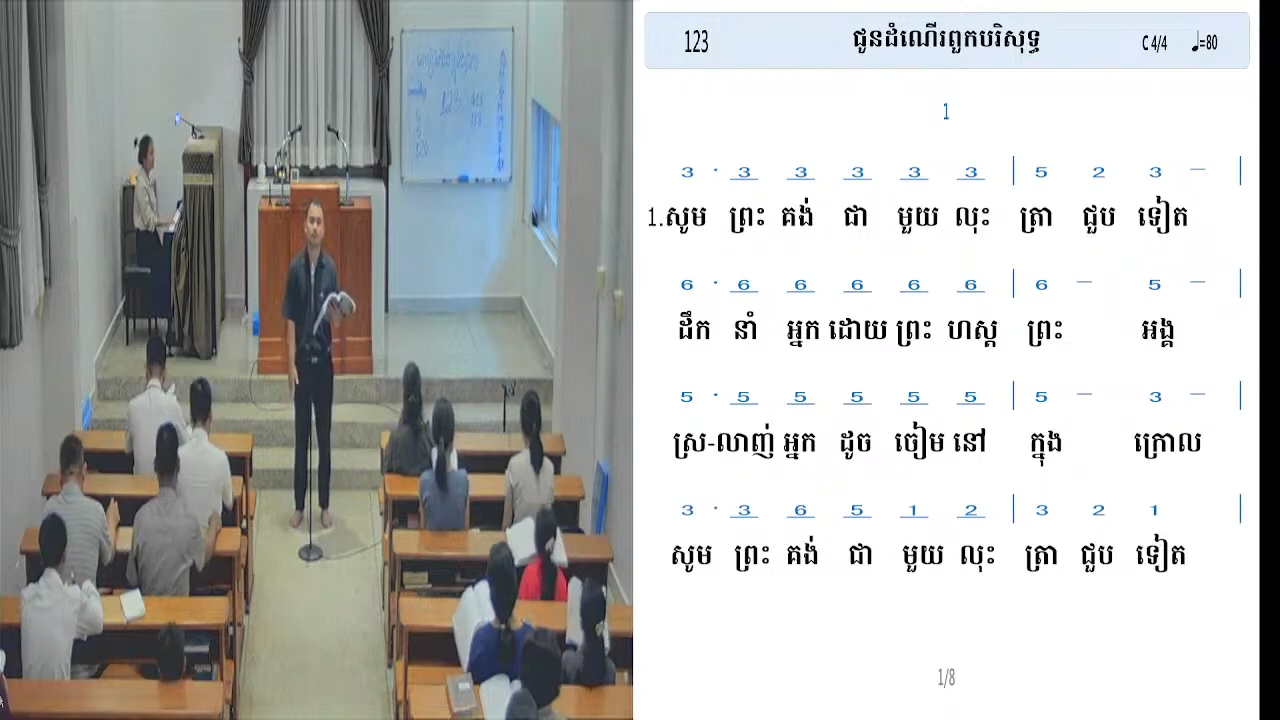 123 ជូនដំណើរពួកបរិសុទ្ធ C 4/4 ♩=80
1
3 · 3 3 3 3 3 | 5 2 3 – |
1.សូម ព្រះ គង់ ជា មួយ លុះ ត្រា ជួប ទៀត
6 · 6 6 6 6 6 | 6 – 5 – |
ដឹក នាំ អ្នក ដោយ ព្រះ ហស្ត ព្រះ អង្គ
5 · 5 5 5 5 5 | 5 – 3 – |
ស្រ-លាញ់ អ្នក ដូច ចៀម នៅ ក្នុង ក្រោល
3 · 3 6 5 1 2 | 3 2 1 |
សូម ព្រះ គង់ ជា មួយ លុះ ត្រា ជួប ទៀត
1/8
123